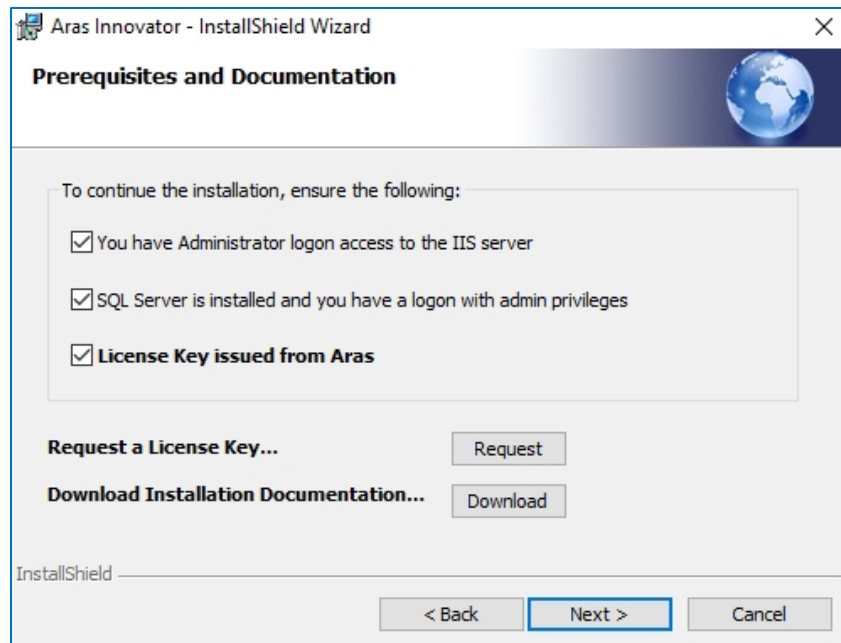 Aras Innovator - InstallShield Wizard
Prerequisites and Documentation
To continue the installation, ensure the following:
You have Administrator logon access to the IIS server
SQL Server is installed and you have a logon with admin privileges
License Key issued from Aras
Request a License Key...
Request
Download Installation Documentation...
Download
InstallShield
< Back
Next >
Cancel